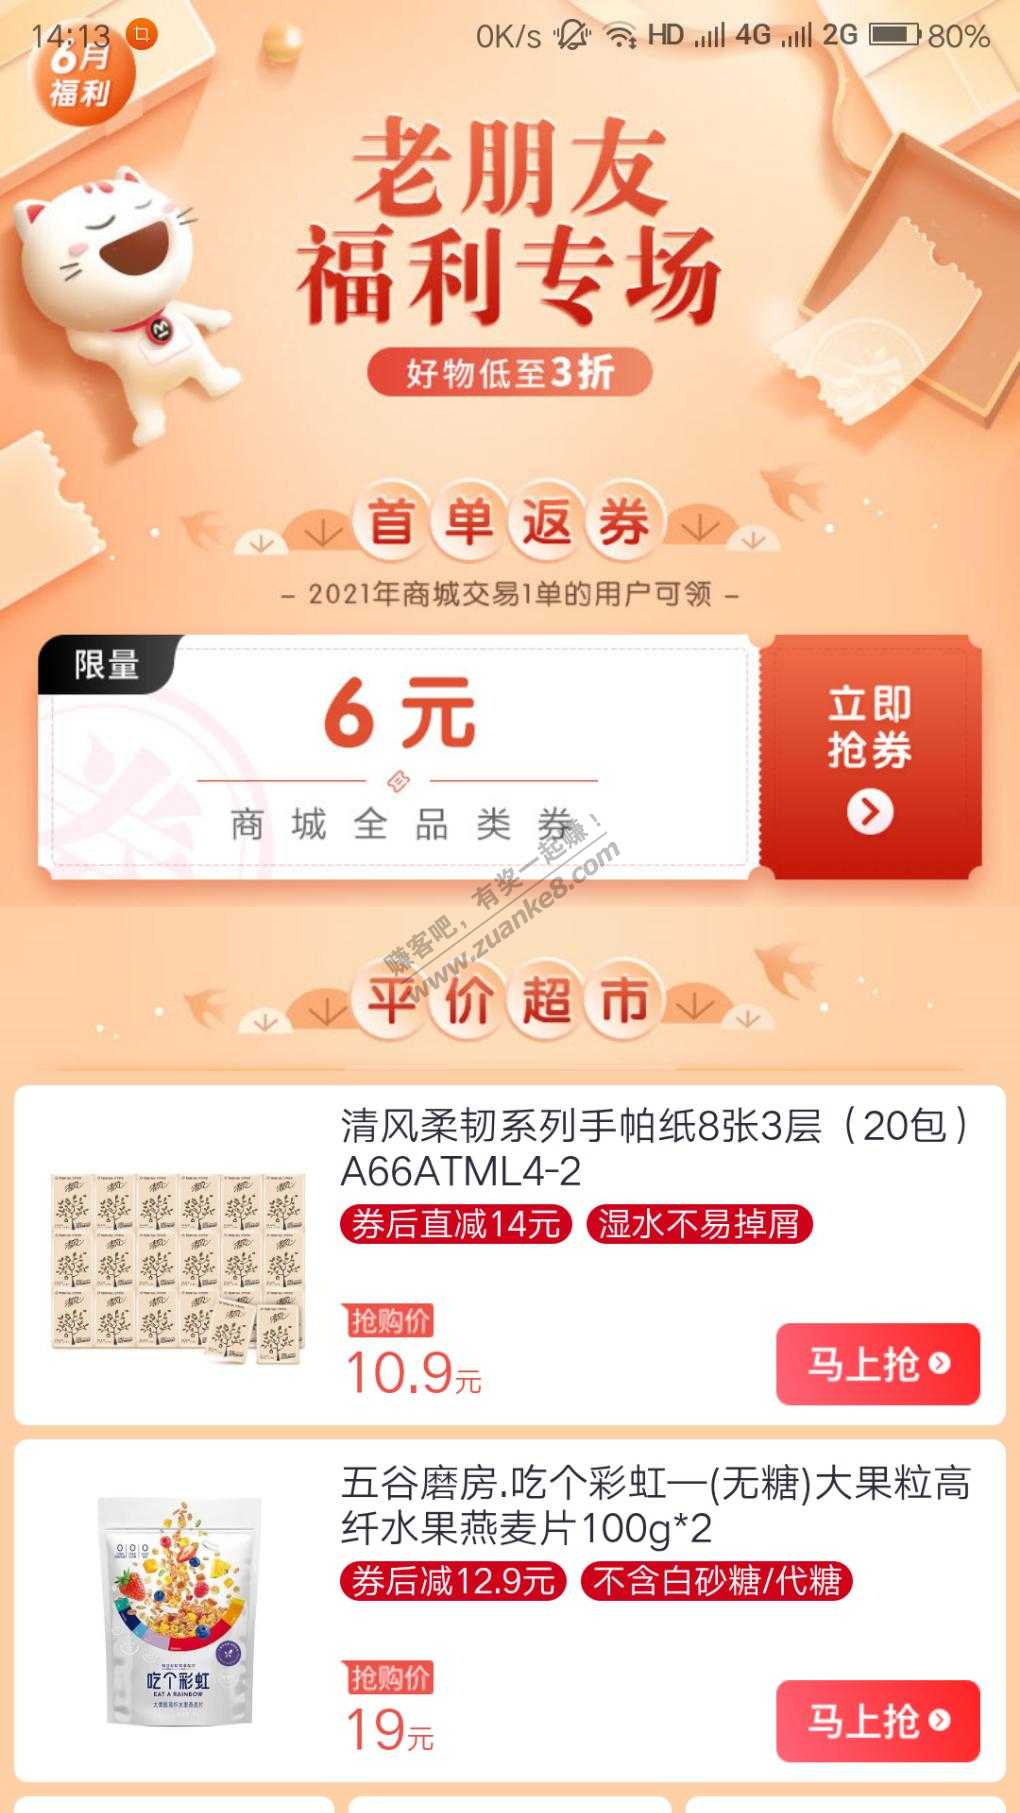 14:13
0K/s HD 4G 2G 80%
6月
福利
老朋友
福利专场
好物低至3折
首单返券
- 2021年商城交易1单的用户可领 -
限量
6元
商城全品类券
立即
抢券
赚客吧，有奖一起赚！
www.zuanke8.com
平价超市
清风柔韧系列手帕纸8张3层（20包）
A66ATML4-2
券后直减14元 湿水不易掉屑
抢购价
10.9元
马上抢
五谷磨房.吃个彩虹—(无糖)大果粒高
纤水果燕麦片100g*2
券后减12.9元 不含白砂糖/代糖
吃个彩虹
EAT A RAINBOW
抢购价
19元
马上抢